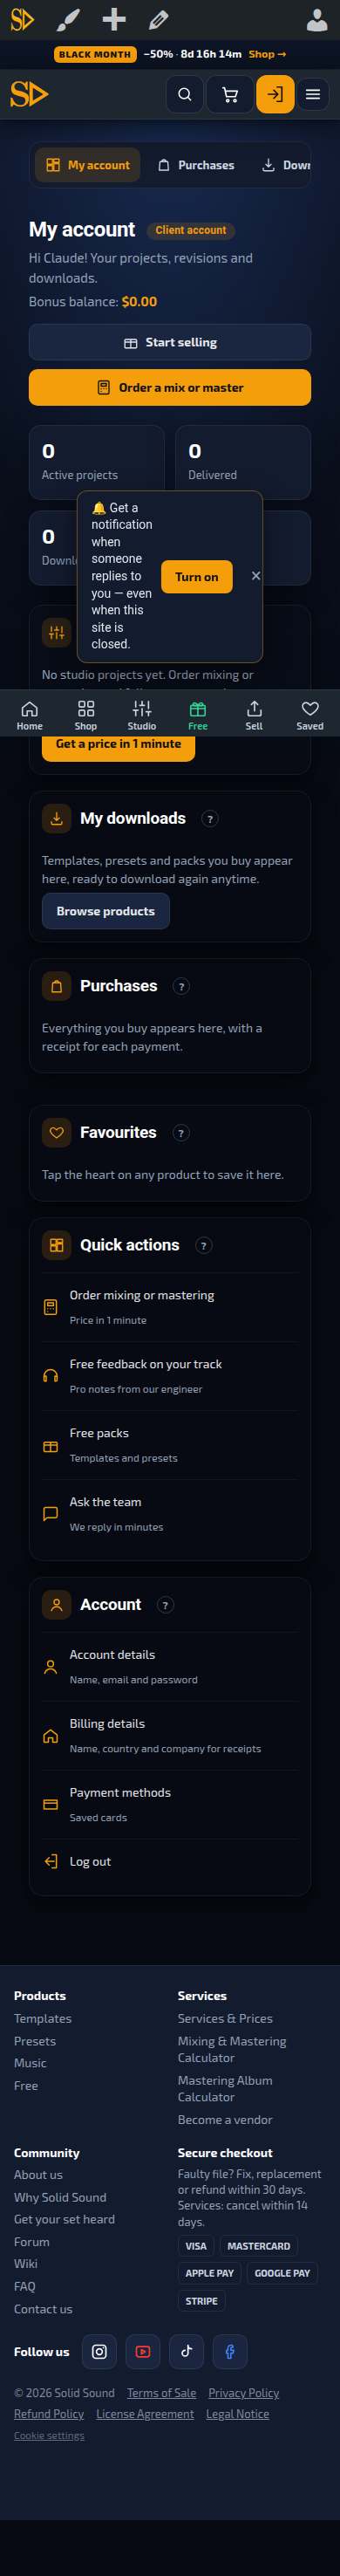 BLACK MONTH −50% · 8d 16h 14m Shop →
My account Purchases Down
My account Client account
Hi Claude! Your projects, revisions and
downloads.
Bonus balance: $0.00
Start selling
Order a mix or master
0
Active projects
0
Delivered
0
Downl
🔔 Get a
notification
when
someone
replies to
you — even
when this
site is
closed.
Turn on
×
No studio projects yet. Order mixing or
Home Shop Studio Free Sell Saved
Get a price in 1 minute
My downloads ?
Templates, presets and packs you buy appear
here, ready to download again anytime.
Browse products
Purchases ?
Everything you buy appears here, with a
receipt for each payment.
Favourites ?
Tap the heart on any product to save it here.
Quick actions ?
Order mixing or mastering
Price in 1 minute
Free feedback on your track
Pro notes from our engineer
Free packs
Templates and presets
Ask the team
We reply in minutes
Account ?
Account details
Name, email and password
Billing details
Name, country and company for receipts
Payment methods
Saved cards
Log out
Products
Templates
Presets
Music
Free
Services
Services & Prices
Mixing & Mastering
Calculator
Mastering Album
Calculator
Become a vendor
Community
About us
Why Solid Sound
Get your set heard
Forum
Wiki
FAQ
Contact us
Secure checkout
Faulty file? Fix, replacement
or refund within 30 days.
Services: cancel within 14
days.
VISA MASTERCARD
APPLE PAY GOOGLE PAY
STRIPE
Follow us
© 2026 Solid Sound Terms of Sale Privacy Policy
Refund Policy License Agreement Legal Notice
Cookie settings